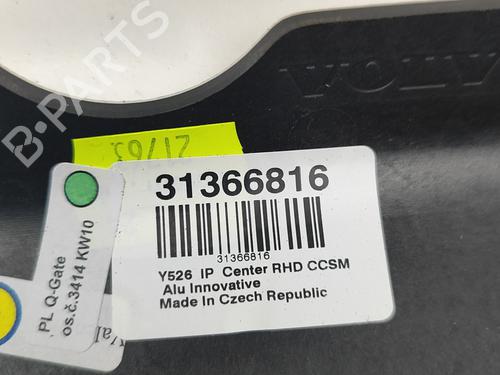 B-PARTS
VOLV
21/63
31366816
31366816
Y526 IP Center RHD CCSM
Alu Innovative
Made In Czech Republic
PL Q-Gate
os.č.3414 KW10